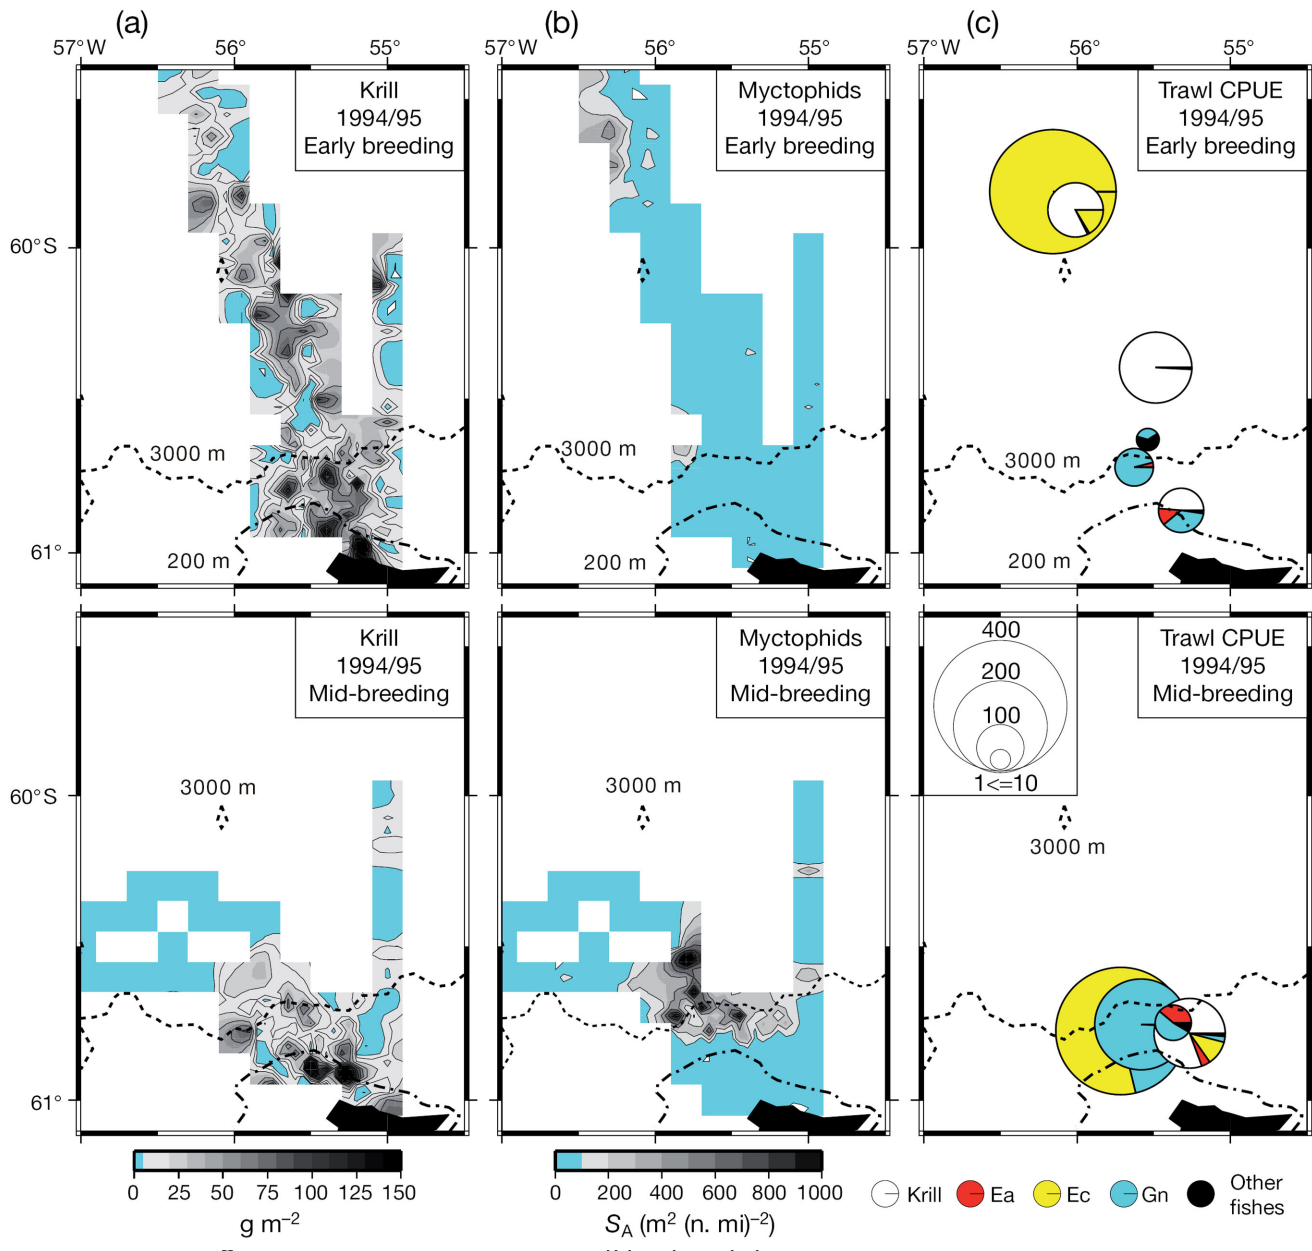 (a) (b) (c)
57°W 56° 55° 57°W 56° 55° 57°W 56° 55°
Krill
1994/95
Early breeding
Myctophids
1994/95
Early breeding
Trawl CPUE
1994/95
Early breeding
60°S
3000 m 3000 m 3000 m
61°
200 m 200 m 200 m
Krill
1994/95
Mid-breeding
Myctophids
1994/95
Mid-breeding
400
200
100
1<=10
Trawl CPUE
1994/95
Mid-breeding
3000 m 3000 m
60°S
3000 m
61°
0 25 50 75 100 125 150
g m⁻²
0 200 400 600 800 1000
S_A (m² (n. mi)⁻²)
Krill Ea Ec Gn Other
fishes